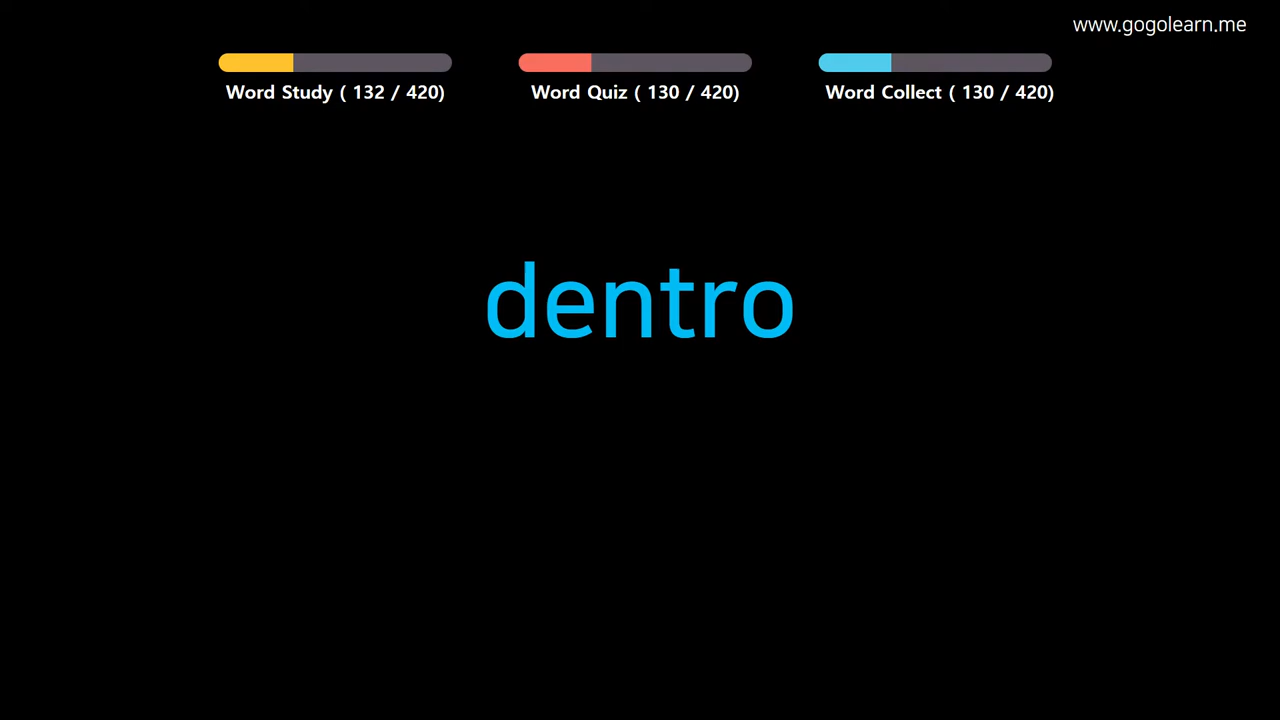 www.gogolearn.me
Word Study ( 132 / 420)
Word Quiz ( 130 / 420)
Word Collect ( 130 / 420)
dentro